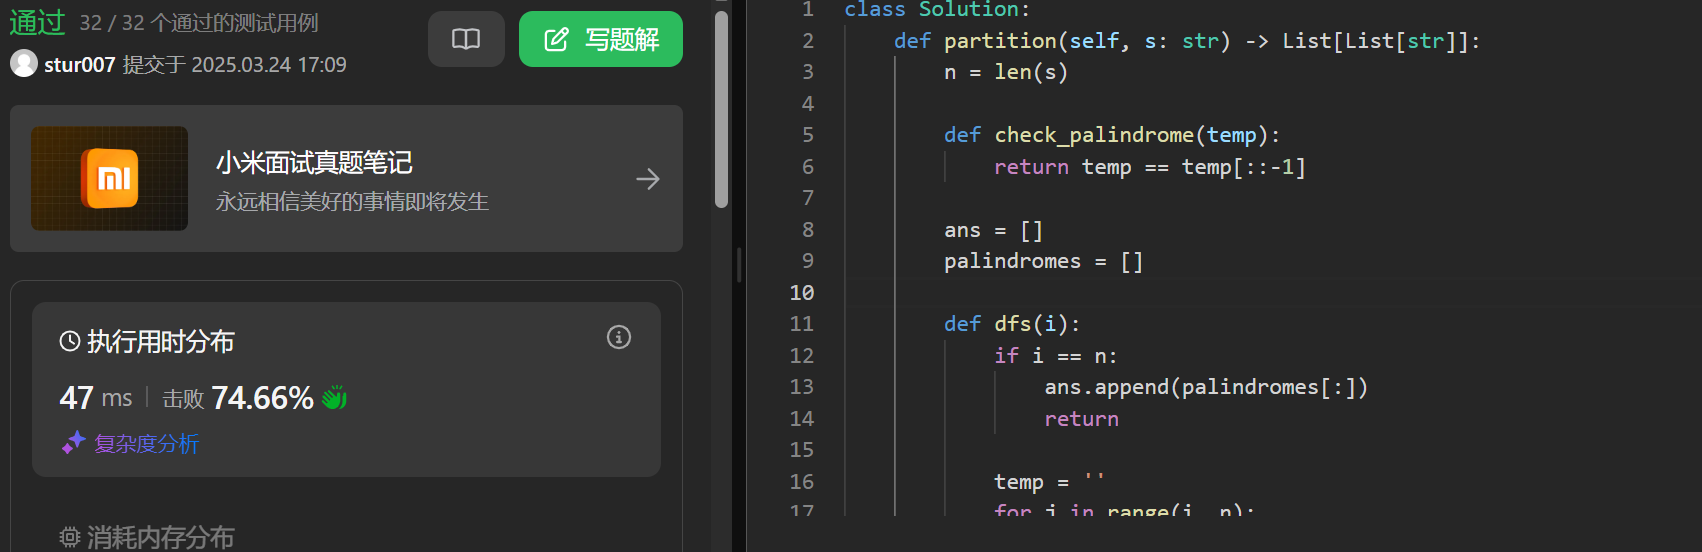 通过 32 / 32 个通过的测试用例
写题解
stur007 提交于 2025.03.24 17:09
小米面试真题笔记
永远相信美好的事情即将发生
执行用时分布
47 ms 击败 74.66%
复杂度分析
消耗内存分布
1 class Solution:
2 def partition(self, s: str) -> List[List[str]]:
3 n = len(s)
4
5 def check_palindrome(temp):
6 return temp == temp[::-1]
7
8 ans = []
9 palindromes = []
10
11 def dfs(i):
12 if i == n:
13 ans.append(palindromes[:])
14 return
15
16 temp = ''
17 for j in range(i, n):